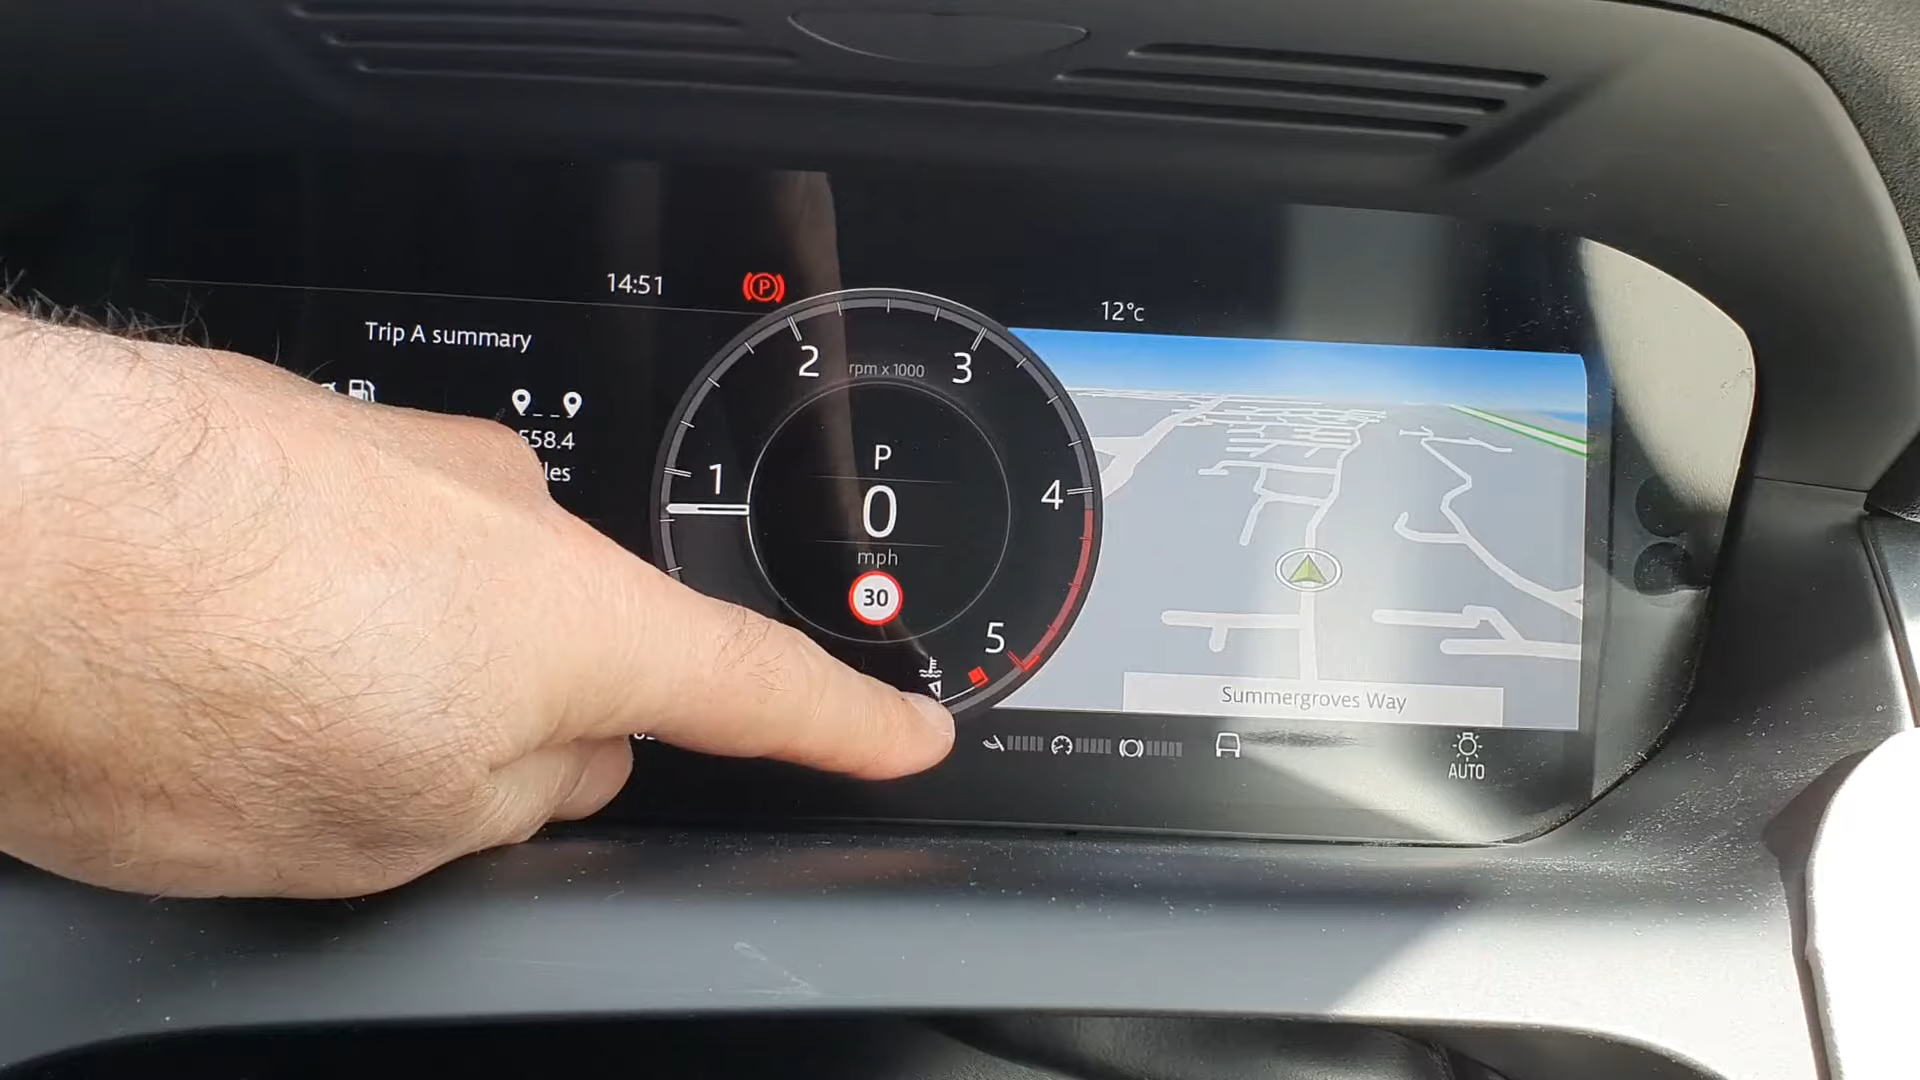 14:51
12°c
Trip A summary
558.4
les
2
rpm x 1000
3
1
4
P
0
mph
30
5
Summergroves Way
AUTO